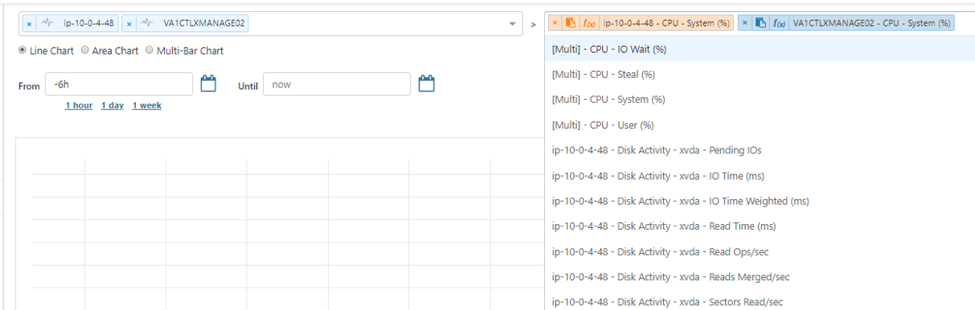 × ip-10-0-4-48 × VA1CTLXMANAGE02 > × f(x) ip-10-0-4-48 - CPU - System (%) × f(x) VA1CTLXMANAGE02 - CPU - System (%)
Line Chart Area Chart Multi-Bar Chart
From -6h Until now
1 hour 1 day 1 week
[Multi] - CPU - IO Wait (%)
[Multi] - CPU - Steal (%)
[Multi] - CPU - System (%)
[Multi] - CPU - User (%)
ip-10-0-4-48 - Disk Activity - xvda - Pending IOs
ip-10-0-4-48 - Disk Activity - xvda - IO Time (ms)
ip-10-0-4-48 - Disk Activity - xvda - IO Time Weighted (ms)
ip-10-0-4-48 - Disk Activity - xvda - Read Time (ms)
ip-10-0-4-48 - Disk Activity - xvda - Read Ops/sec
ip-10-0-4-48 - Disk Activity - xvda - Reads Merged/sec
ip-10-0-4-48 - Disk Activity - xvda - Sectors Read/sec